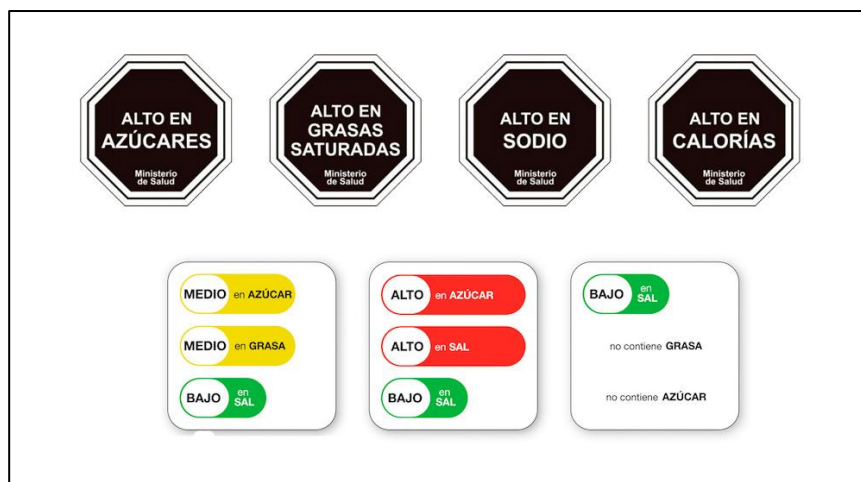 ALTO EN
AZÚCARES
Ministerio
de Salud
ALTO EN
GRASAS
SATURADAS
Ministerio
de Salud
ALTO EN
SODIO
Ministerio
de Salud
ALTO EN
CALORÍAS
Ministerio
de Salud
MEDIO en AZÚCAR
MEDIO en GRASA
BAJO en
SAL
ALTO en AZÚCAR
ALTO en SAL
BAJO en
SAL
BAJO en
SAL
no contiene GRASA
no contiene AZÚCAR